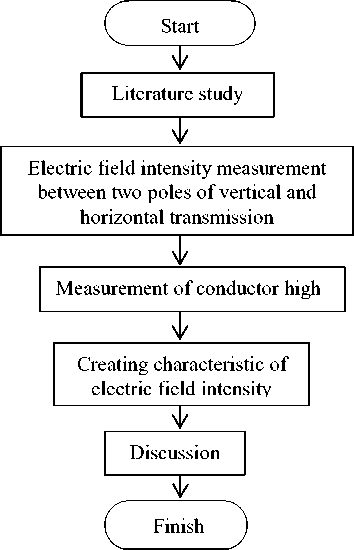 Start
Literature study
Electric field intensity measurement
between two poles of vertical and
horizontal transmission
Measurement of conductor high
Creating characteristic of
electric field intensity
Discussion
Finish